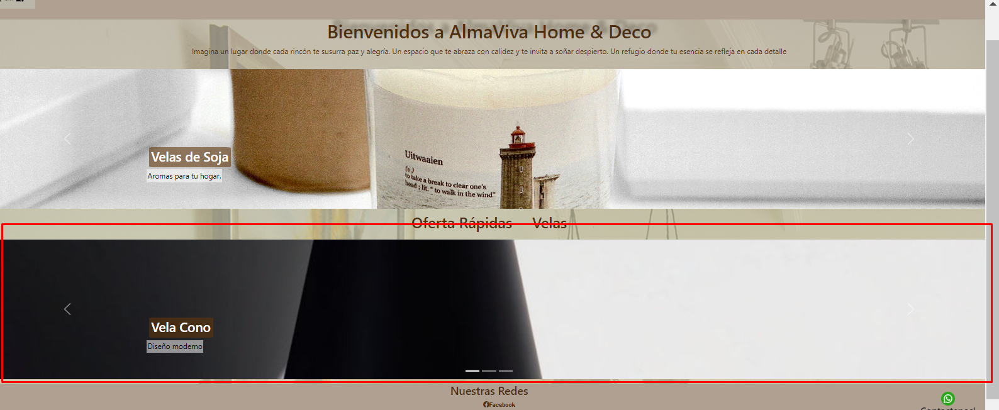 Bienvenidos a AlmaViva Home & Deco
Imagina un lugar donde cada rincón te susurra paz y alegría. Un espacio que te abraza con calidez y te invita a soñar despierto. Un refugio donde tu esencia se refleja en cada detalle
Velas de Soja
Aromas para tu hogar.
Uitwaaien
(v.)
to take a break to clear one's
head ; lit. “ to walk in the wind”
Oferta Rápidas Velas
Vela Cono
Diseño moderno
Nuestras Redes
Facebook